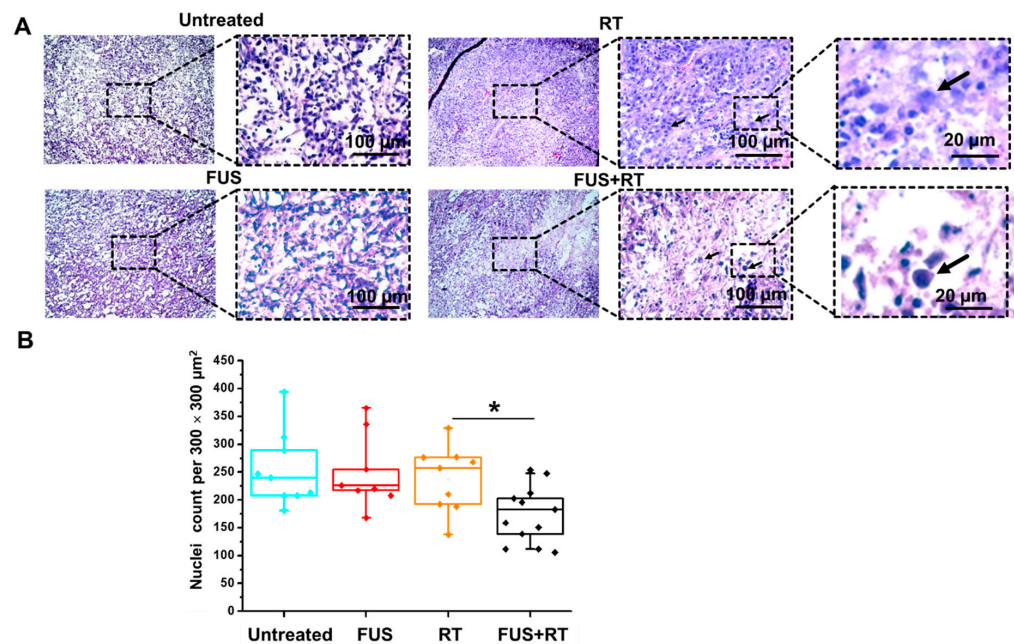 A
Untreated
RT
100 µm
100 µm
20 µm
FUS
FUS+RT
100 µm
100 µm
20 µm
B
Nuclei count per 300 × 300 µm²
450
400
350
300
250
200
150
100
50
0
*
Untreated FUS RT FUS+RT